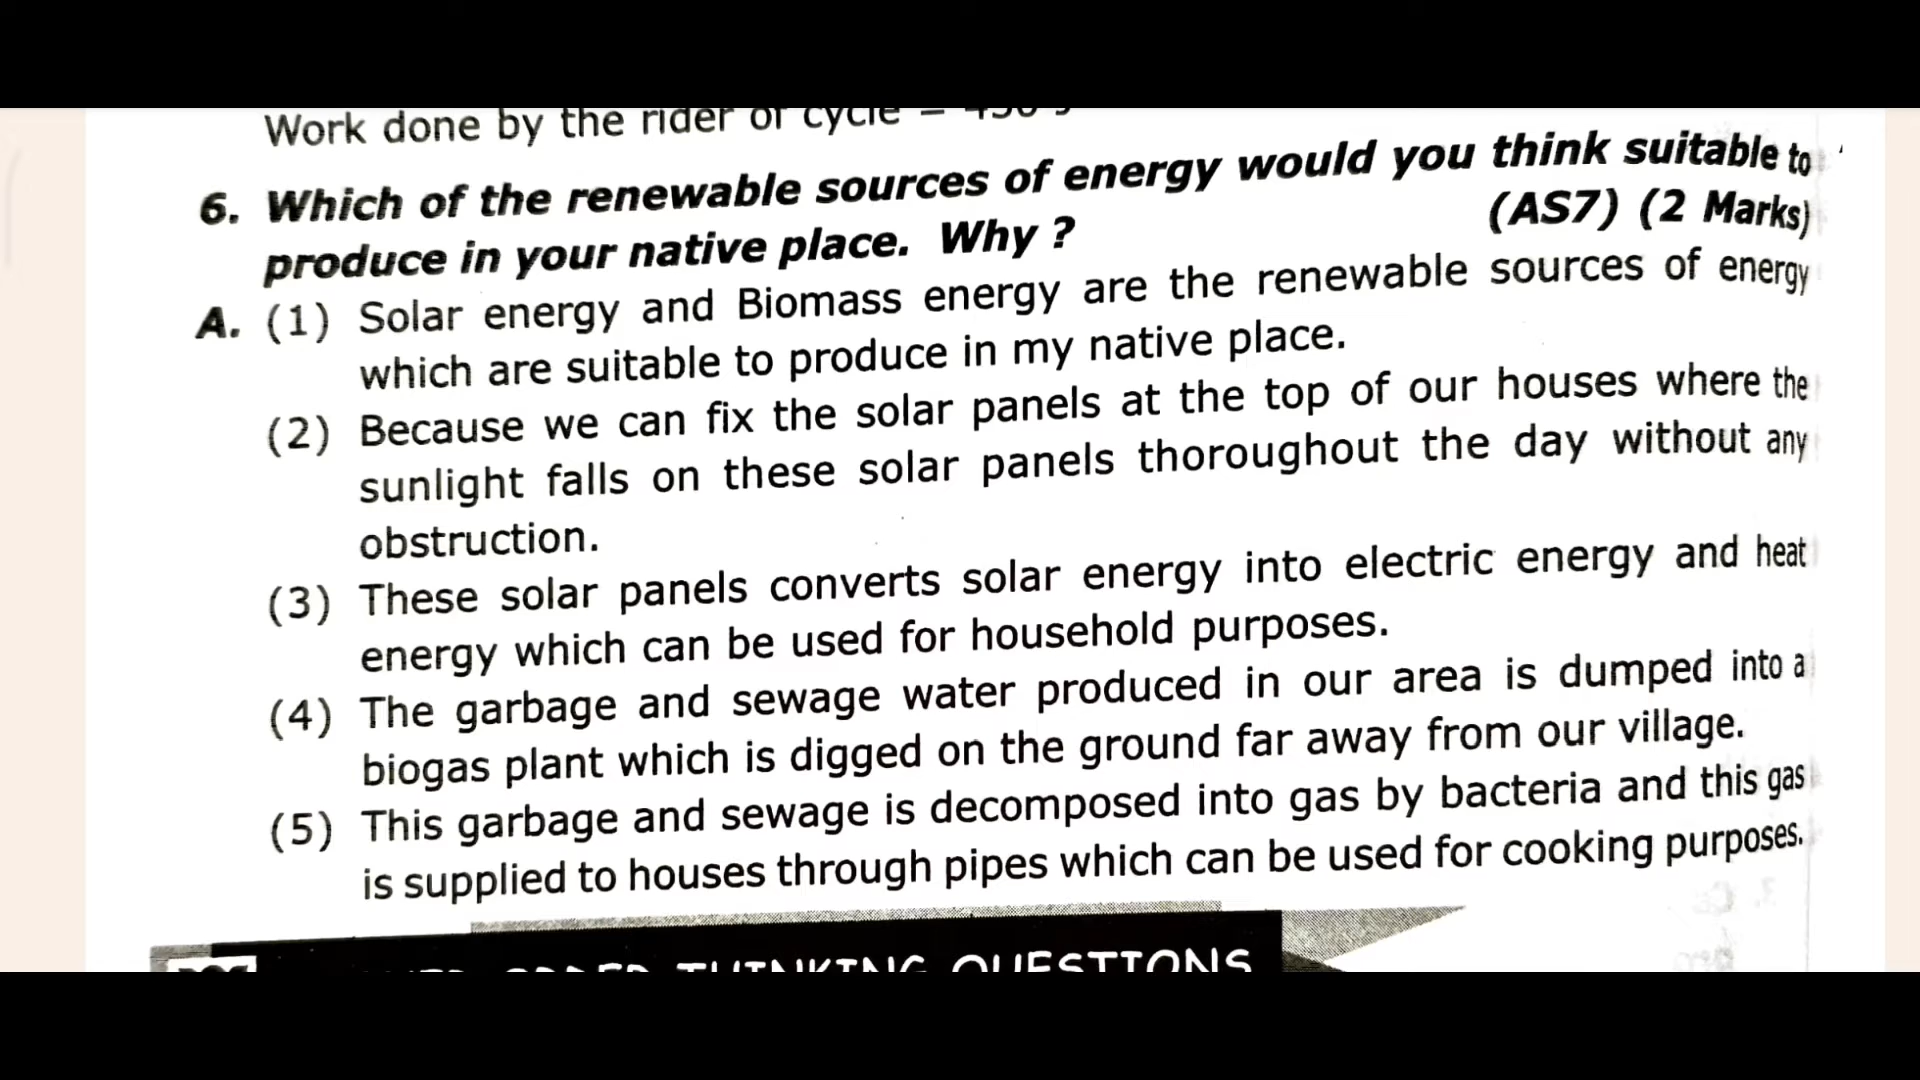 Work done by the rider of cycle = 450 J
6. Which of the renewable sources of energy would you think suitable to
produce in your native place. Why ? (AS7) (2 Marks)
A. (1) Solar energy and Biomass energy are the renewable sources of energy
which are suitable to produce in my native place.
(2) Because we can fix the solar panels at the top of our houses where the
sunlight falls on these solar panels thoroughout the day without any
obstruction.
(3) These solar panels converts solar energy into electric energy and heat
energy which can be used for household purposes.
(4) The garbage and sewage water produced in our area is dumped into a
biogas plant which is digged on the ground far away from our village.
(5) This garbage and sewage is decomposed into gas by bacteria and this gas
is supplied to houses through pipes which can be used for cooking purposes.
THINKING QUESTIONS